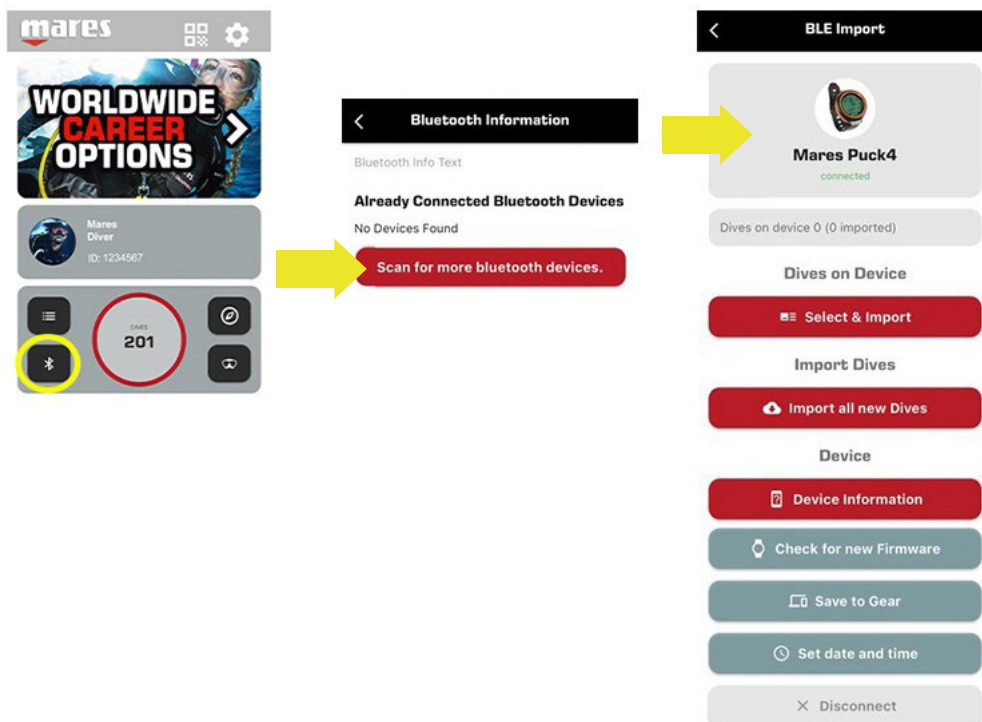 mares
WORLDWIDE
CAREER
OPTIONS
Mares
Diver
ID: 1234567
DIVES
201
Bluetooth Information
Bluetooth Info Text
Already Connected Bluetooth Devices
No Devices Found
Scan for more bluetooth devices.
BLE Import
Mares Puck4
connected
Dives on device 0 (0 imported)
Dives on Device
Select & Import
Import Dives
Import all new Dives
Device
Device Information
Check for new Firmware
Save to Gear
Set date and time
Disconnect